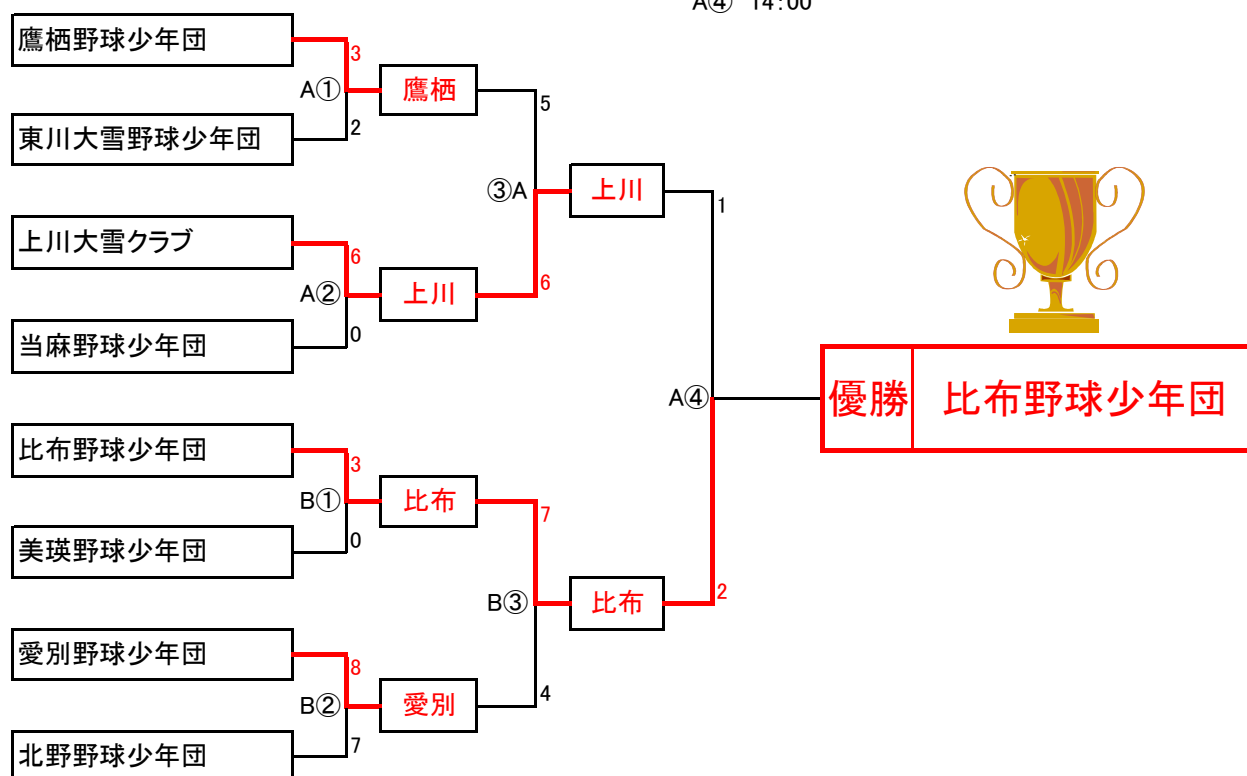 A④ 14:00
鷹栖野球少年団
3
A①
鷹栖
5
東川大雪野球少年団
2
③A
上川
1
上川大雪クラブ
6
A②
上川
6
当麻野球少年団
0
A④
優勝
比布野球少年団
比布野球少年団
3
B①
比布
7
美瑛野球少年団
0
B③
比布
2
愛別野球少年団
8
B②
愛別
4
北野野球少年団
7